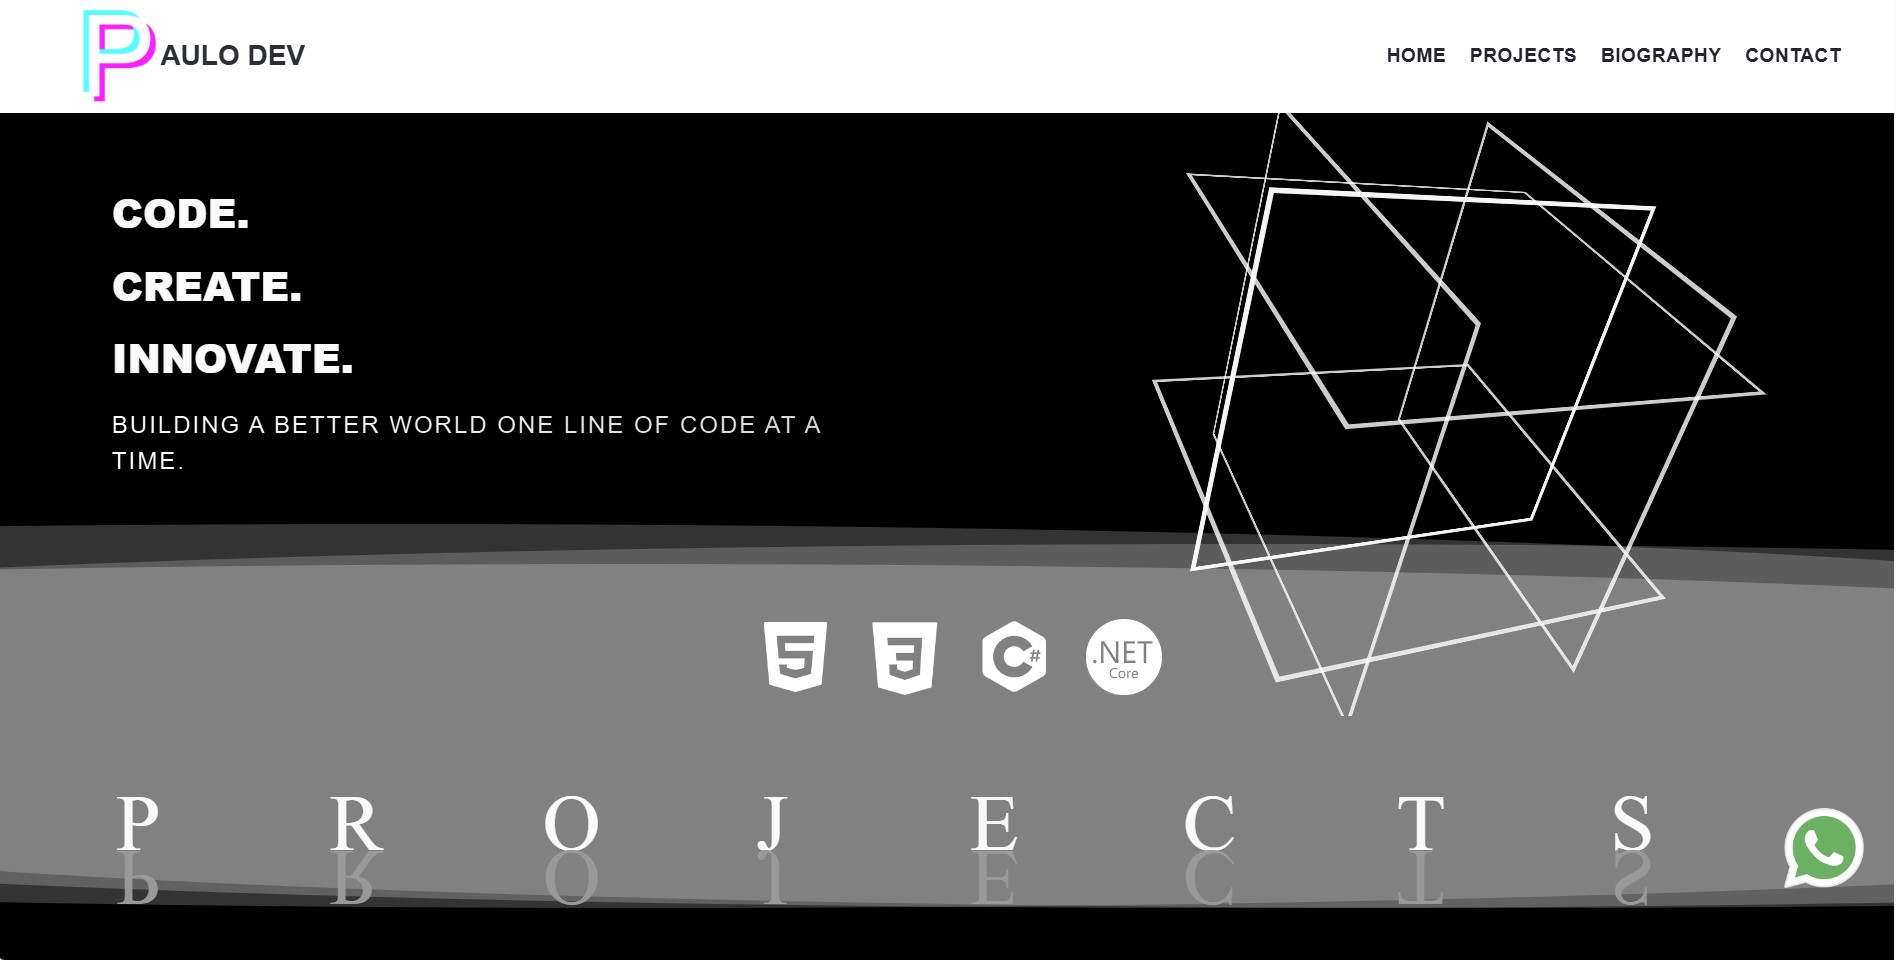 PAULO DEV
HOME PROJECTS BIOGRAPHY CONTACT
CODE.
CREATE.
INNOVATE.
BUILDING A BETTER WORLD ONE LINE OF CODE AT A
TIME.
5 3 C# .NET
Core
PROJECTS